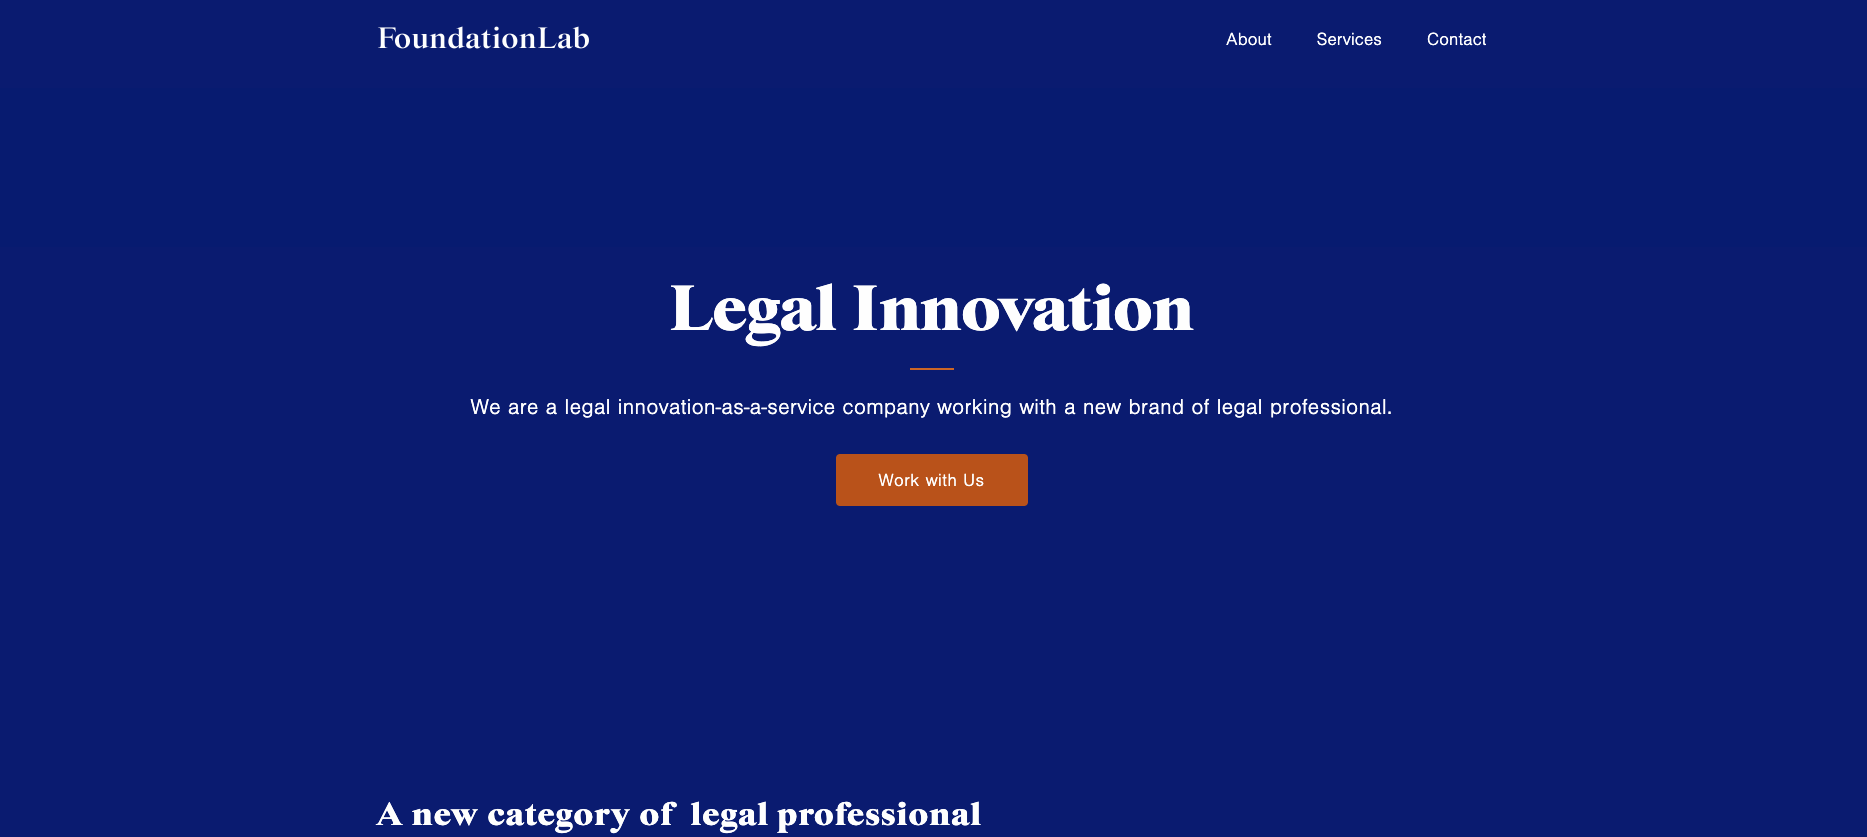 FoundationLab
About Services Contact
Legal Innovation
We are a legal innovation-as-a-service company working with a new brand of legal professional.
Work with Us
A new category of legal professional